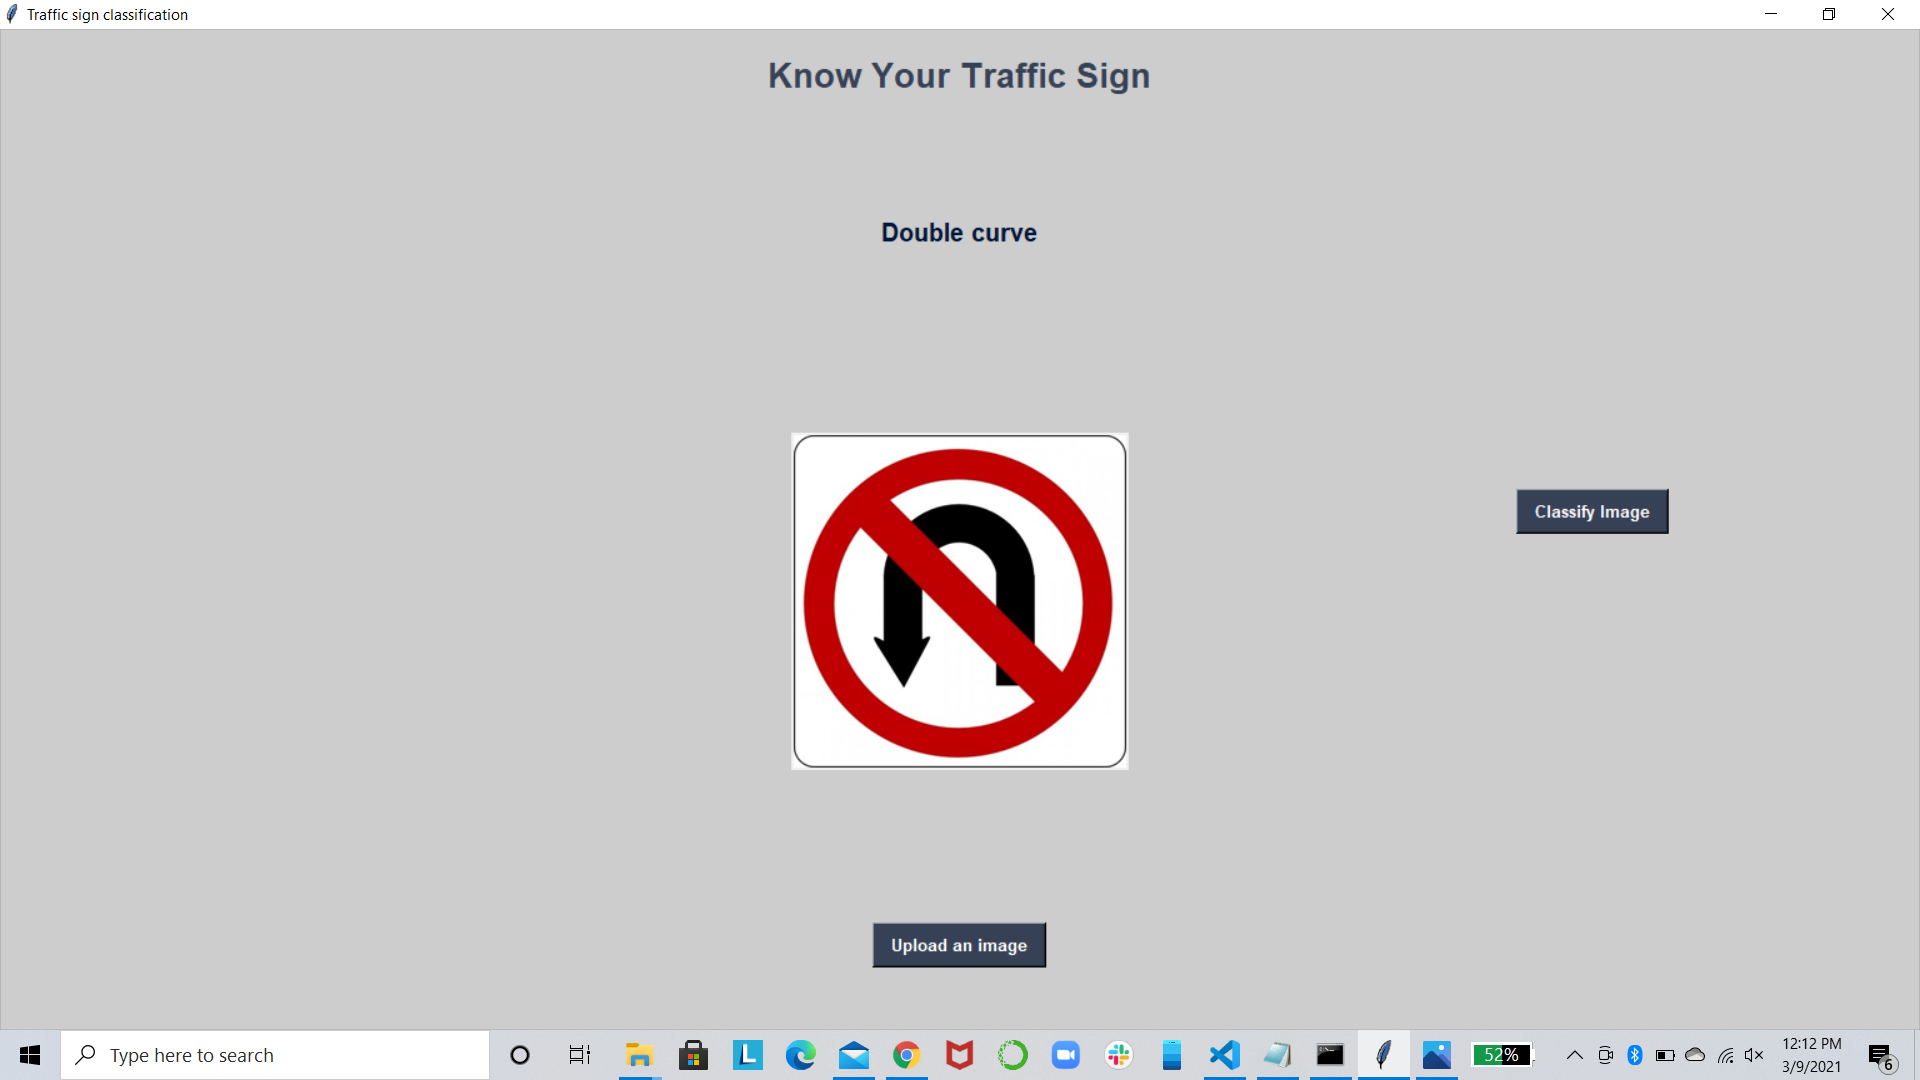 Traffic sign classification
Know Your Traffic Sign
Double curve
Classify Image
Upload an image
Type here to search
L
52%
12:12 PM
3/9/2021
6